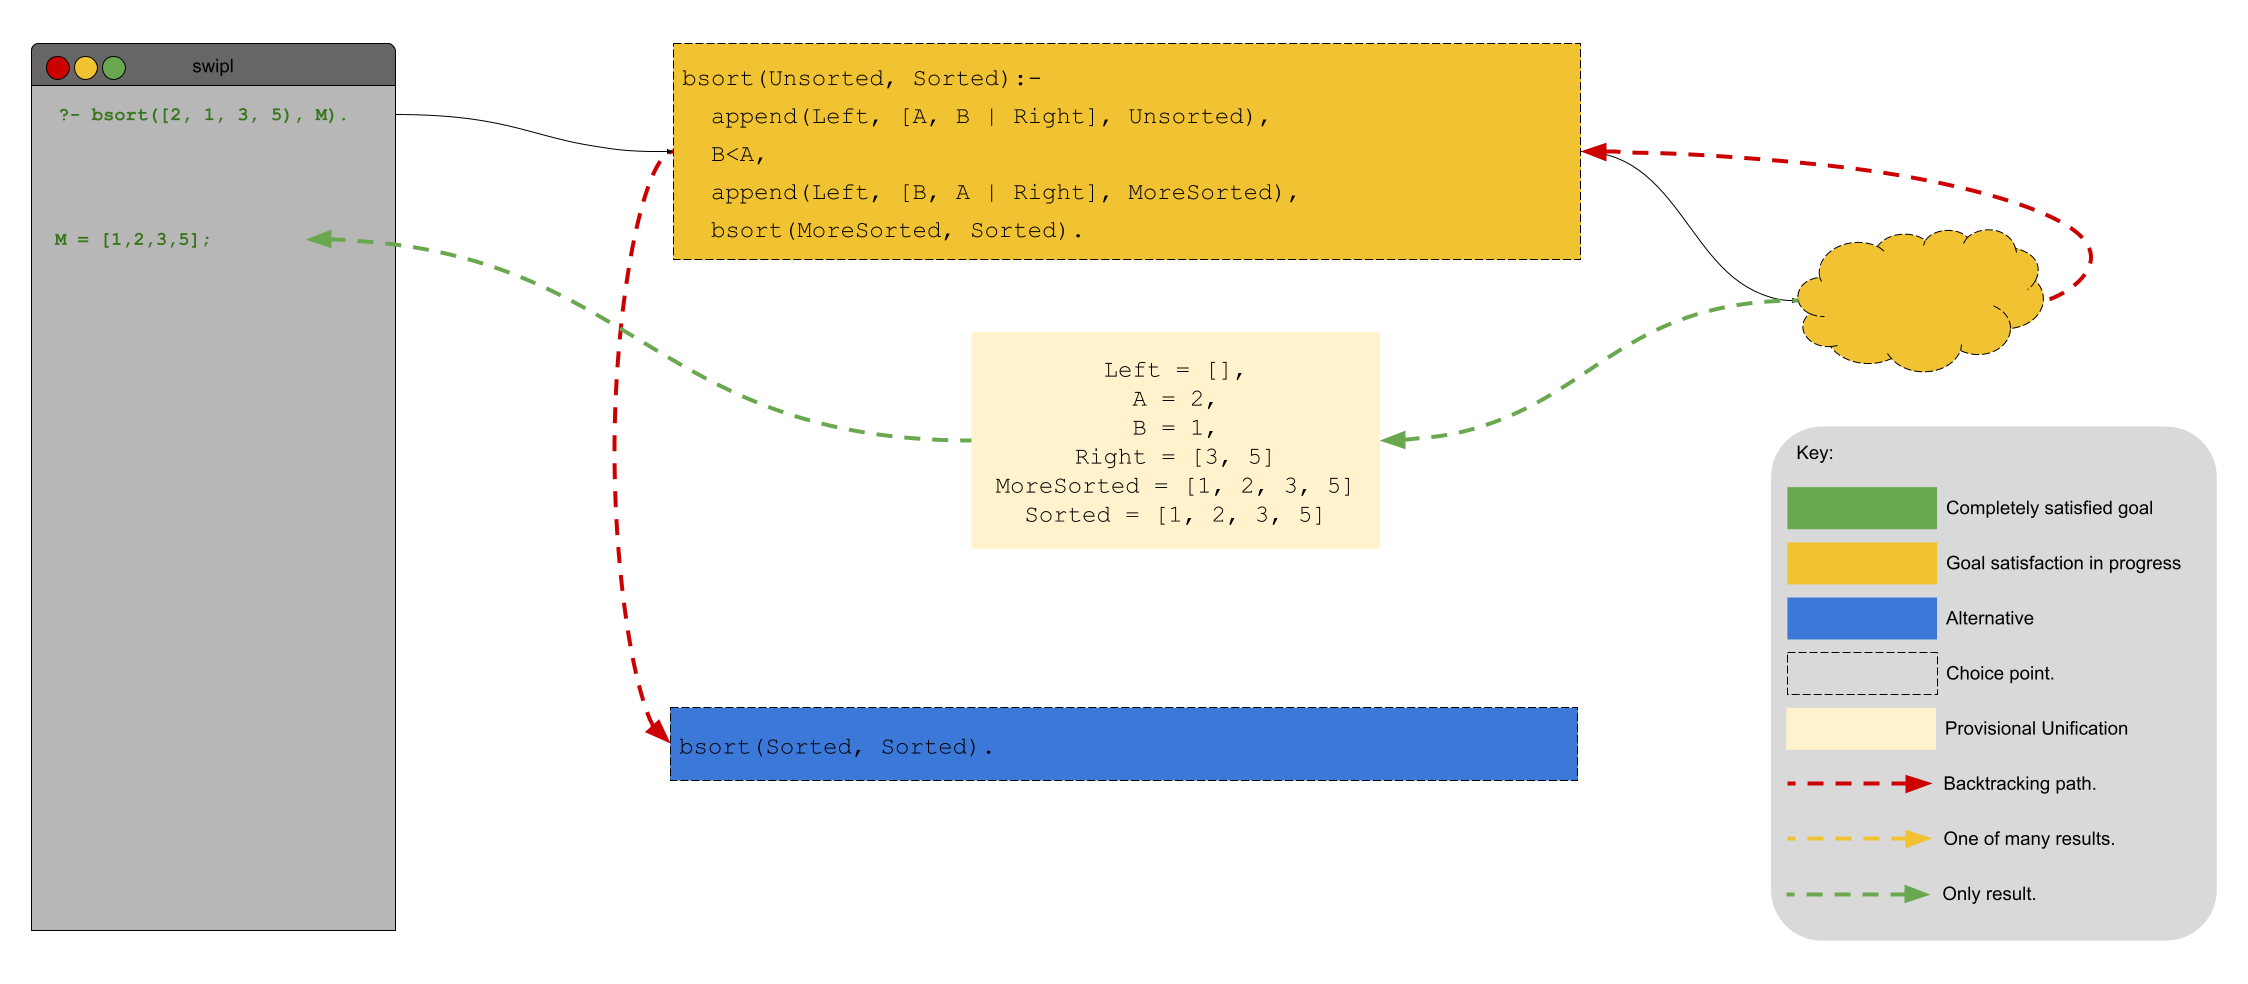 swipl
?- bsort([2, 1, 3, 5), M).
M = [1,2,3,5];
bsort(Unsorted, Sorted):-
append(Left, [A, B | Right], Unsorted),
B<A,
append(Left, [B, A | Right], MoreSorted),
bsort(MoreSorted, Sorted).
Left = [],
A = 2,
B = 1,
Right = [3, 5]
MoreSorted = [1, 2, 3, 5]
Sorted = [1, 2, 3, 5]
bsort(Sorted, Sorted).
Key:
Completely satisfied goal
Goal satisfaction in progress
Alternative
Choice point.
Provisional Unification
Backtracking path.
One of many results.
Only result.